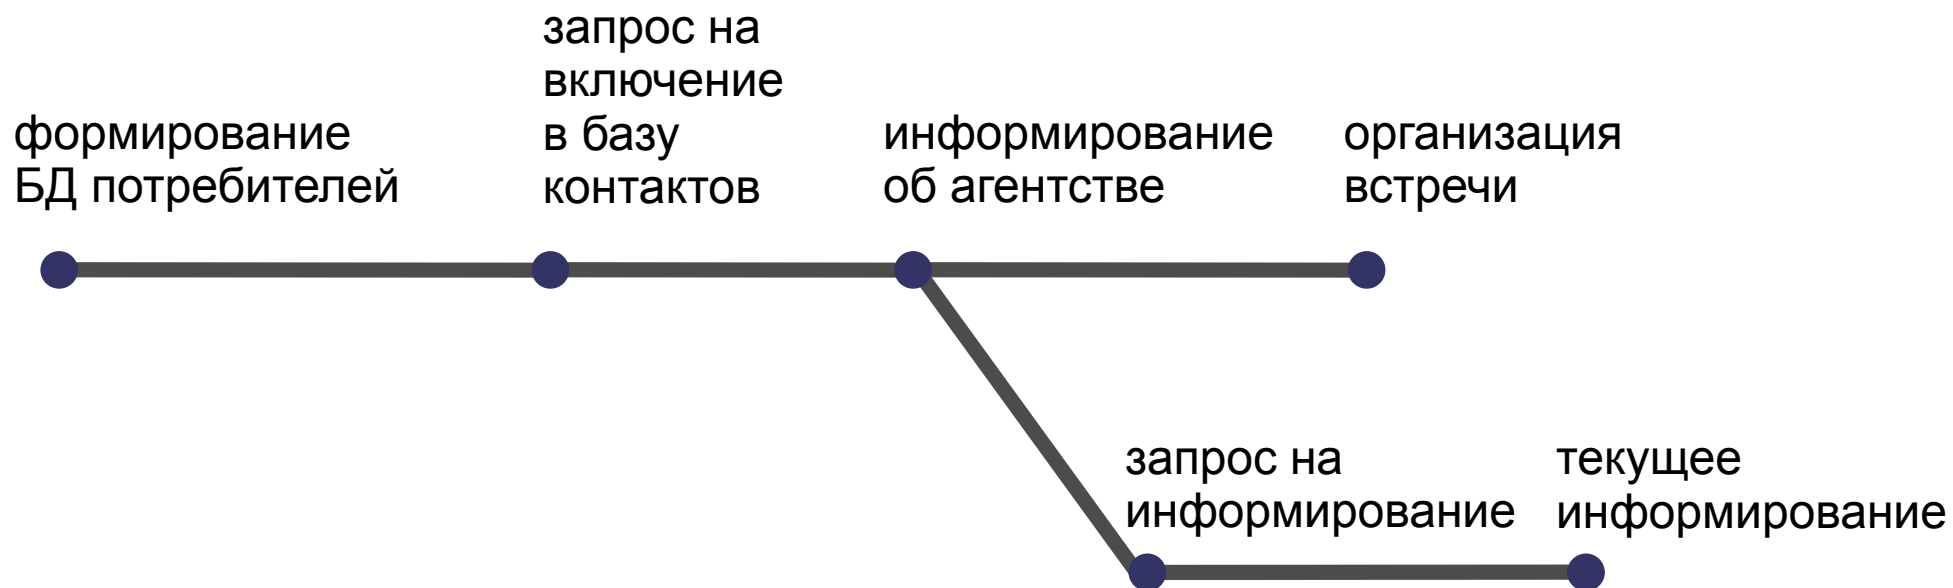 формирование
БД потребителей
запрос на
включение
в базу
контактов
информирование
об агентстве
организация
встречи
запрос на
информирование
текущее
информирование